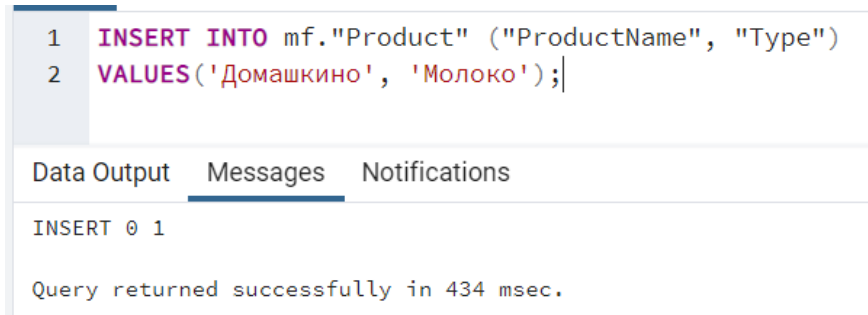 1 INSERT INTO mf."Product" ("ProductName", "Type")
2 VALUES('Домашкино', 'Молоко');
Data Output Messages Notifications
INSERT 0 1
Query returned successfully in 434 msec.